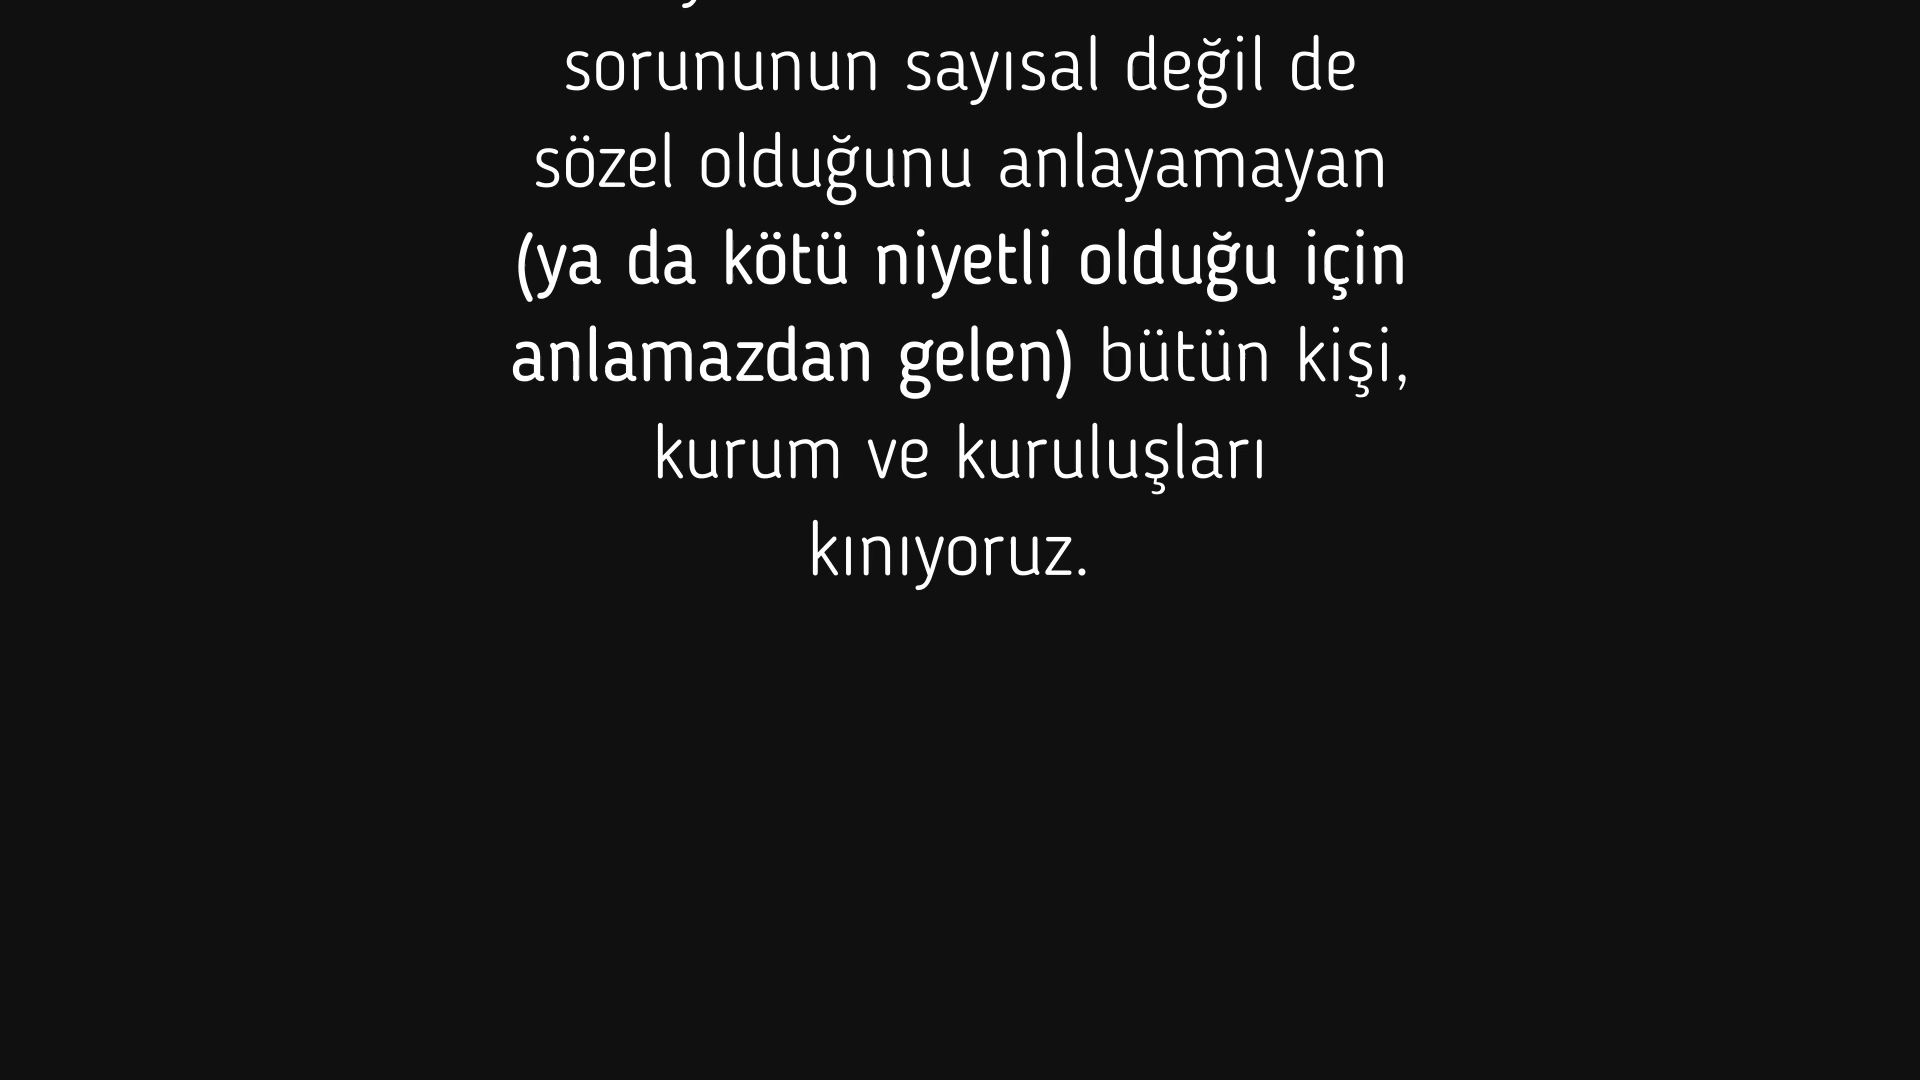 sorununun sayısal değil de
sözel olduğunu anlayamayan
(ya da kötü niyetli olduğu için
anlamazdan gelen) bütün kişi,
kurum ve kuruluşları
kınıyoruz.